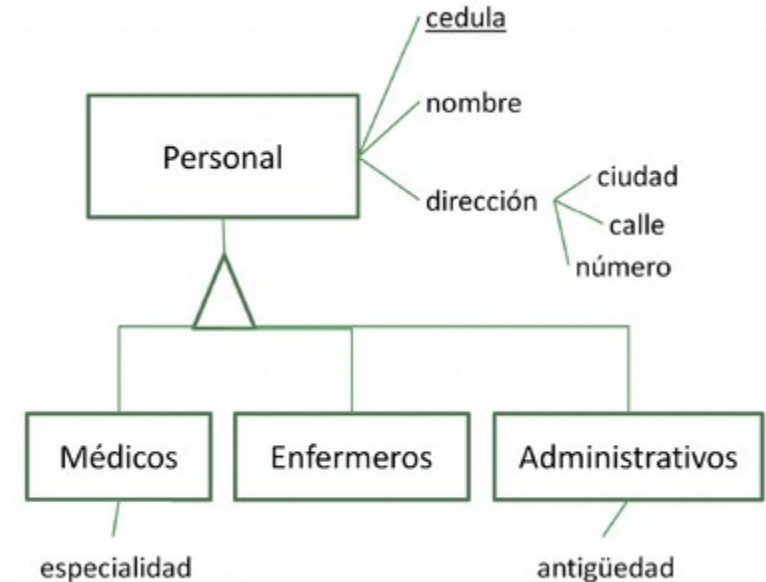 cedula
nombre
Personal
dirección
ciudad
calle
número
Médicos
Enfermeros
Administrativos
especialidad
antigüedad